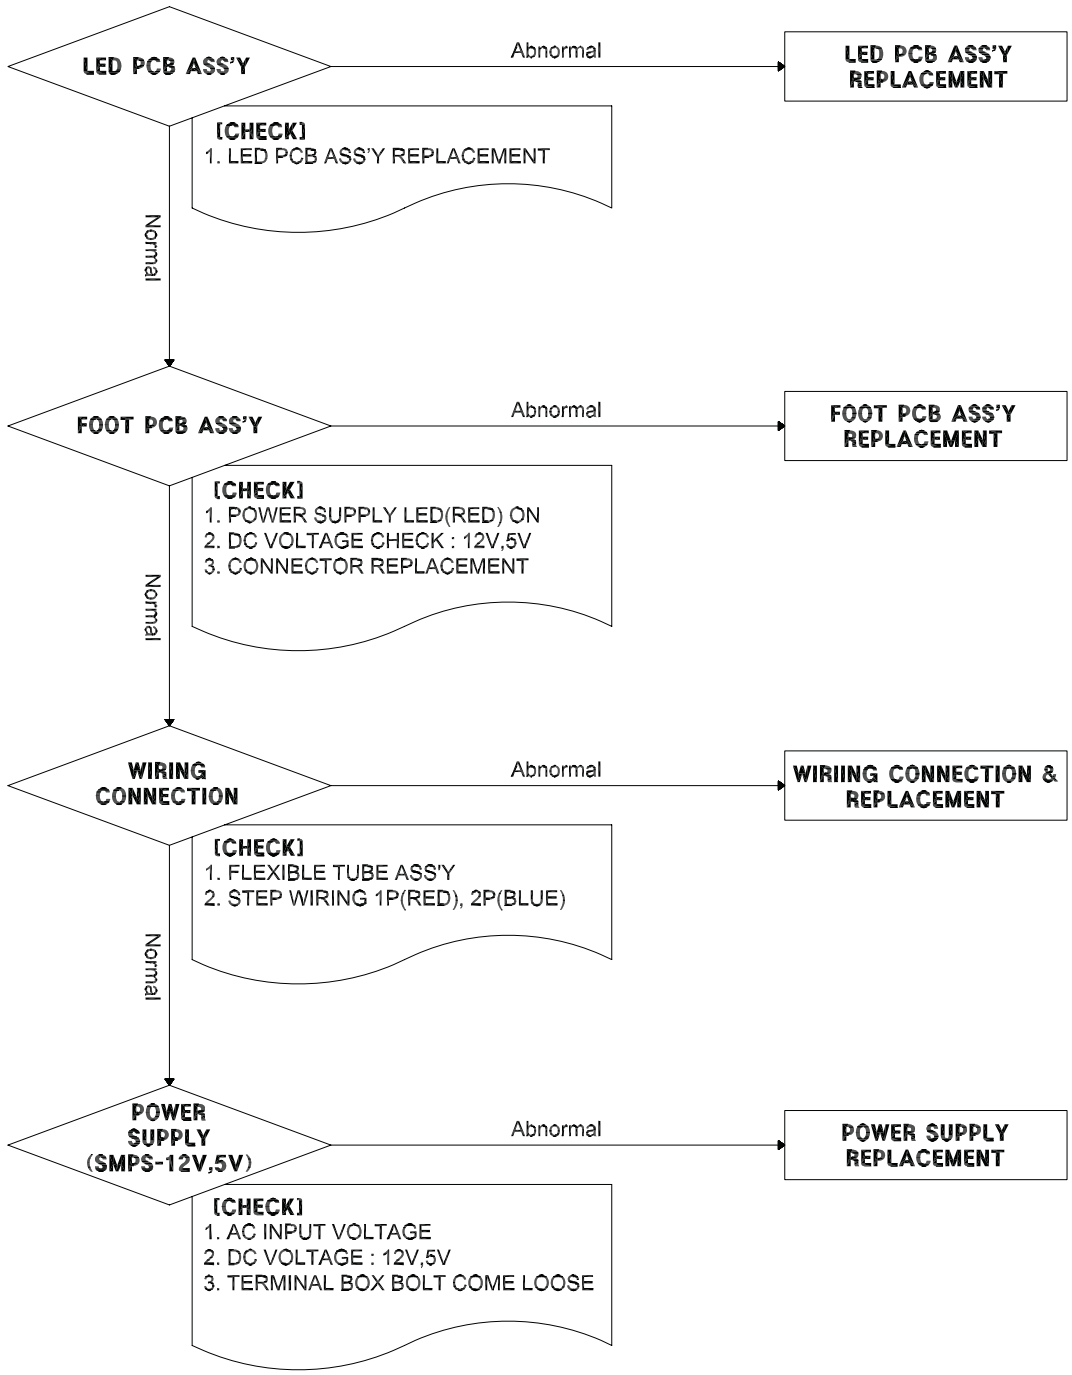 LED PCB ASS'Y
Abnormal
LED PCB ASS'Y
REPLACEMENT
[CHECK]
1. LED PCB ASS'Y REPLACEMENT
Normal
FOOT PCB ASS'Y
Abnormal
FOOT PCB ASS'Y
REPLACEMENT
[CHECK]
1. POWER SUPPLY LED(RED) ON
2. DC VOLTAGE CHECK : 12V,5V
3. CONNECTOR REPLACEMENT
Normal
WIRING
CONNECTION
Abnormal
WIRIING CONNECTION &
REPLACEMENT
[CHECK]
1. FLEXIBLE TUBE ASS'Y
2. STEP WIRING 1P(RED), 2P(BLUE)
Normal
POWER
SUPPLY
(SMPS-12V,5V)
Abnormal
POWER SUPPLY
REPLACEMENT
[CHECK]
1. AC INPUT VOLTAGE
2. DC VOLTAGE : 12V,5V
3. TERMINAL BOX BOLT COME LOOSE